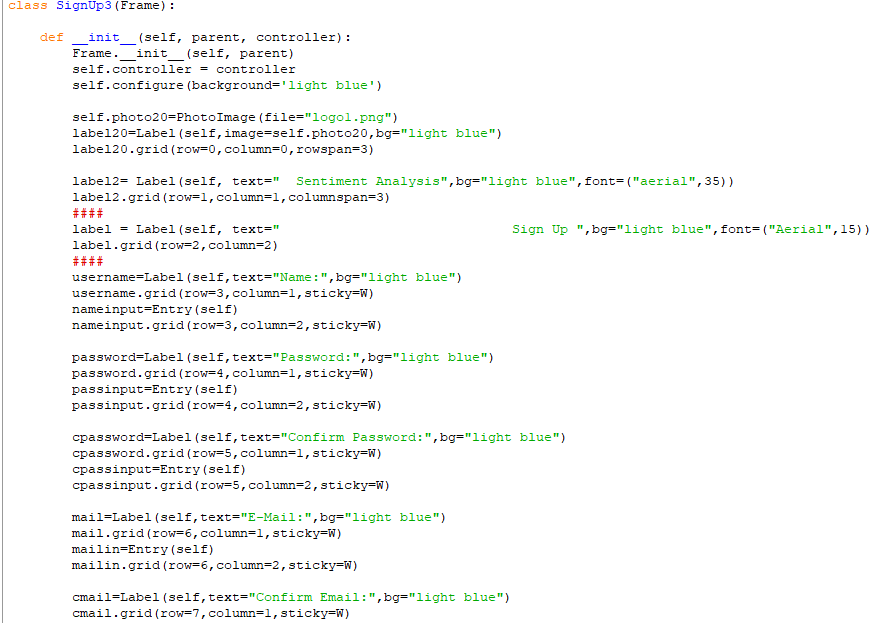 class SignUp3(Frame):
def __init__(self, parent, controller):
Frame.__init__(self, parent)
self.controller = controller
self.configure(background='light blue')
self.photo20=PhotoImage(file="logo1.png")
label20=Label(self,image=self.photo20,bg="light blue")
label20.grid(row=0,column=0,rowspan=3)
label2= Label(self, text="  Sentiment Analysis",bg="light blue",font=("aerial",35))
label2.grid(row=1,column=1,columnspan=3)
####
label = Label(self, text="                             Sign Up ",bg="light blue",font=("Aerial",15))
label.grid(row=2,column=2)
####
username=Label(self,text="Name:",bg="light blue")
username.grid(row=3,column=1,sticky=W)
nameinput=Entry(self)
nameinput.grid(row=3,column=2,sticky=W)
password=Label(self,text="Password:",bg="light blue")
password.grid(row=4,column=1,sticky=W)
passinput=Entry(self)
passinput.grid(row=4,column=2,sticky=W)
cpassword=Label(self,text="Confirm Password:",bg="light blue")
cpassword.grid(row=5,column=1,sticky=W)
cpassinput=Entry(self)
cpassinput.grid(row=5,column=2,sticky=W)
mail=Label(self,text="E-Mail:",bg="light blue")
mail.grid(row=6,column=1,sticky=W)
mailin=Entry(self)
mailin.grid(row=6,column=2,sticky=W)
cmail=Label(self,text="Confirm Email:",bg="light blue")
cmail.grid(row=7,column=1,sticky=W)